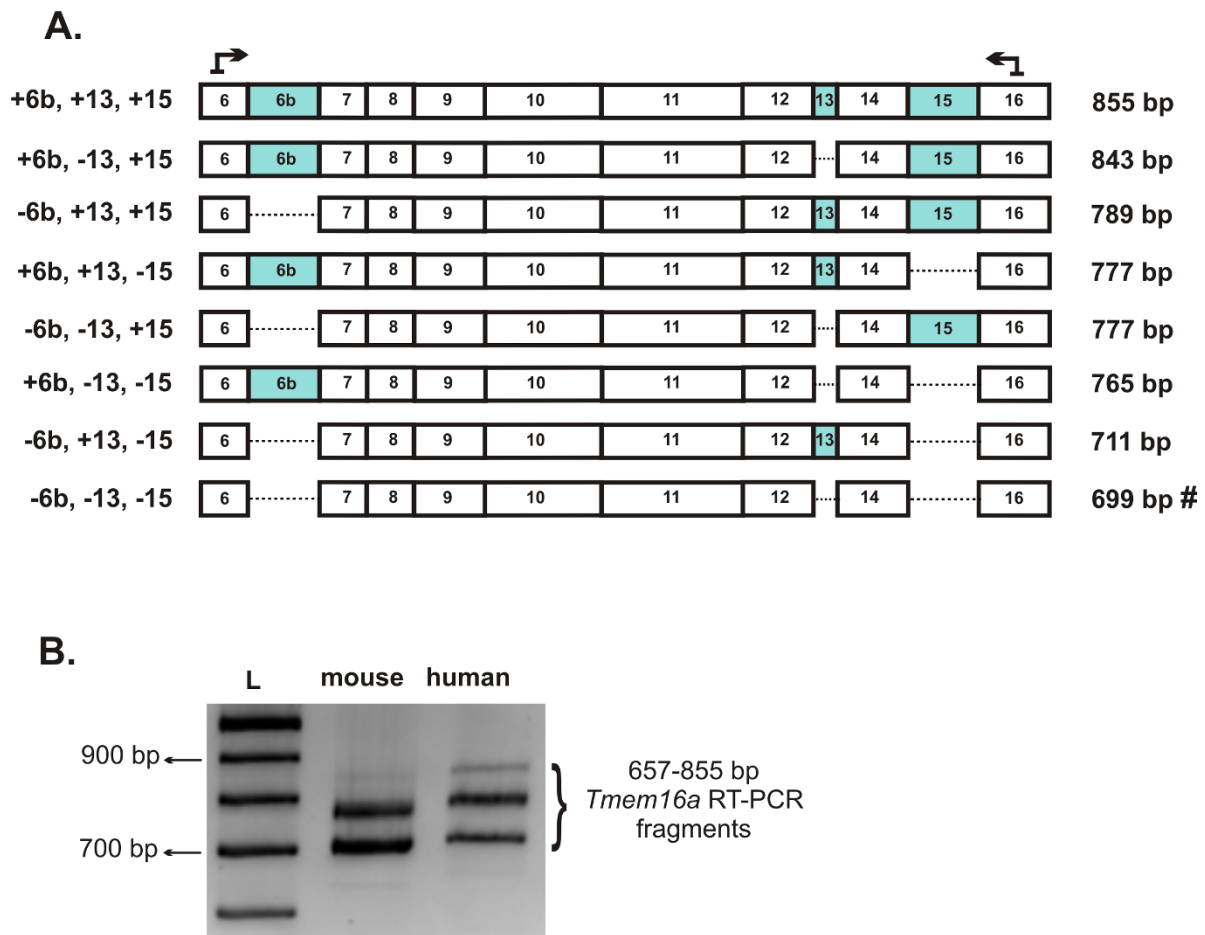 A.
+6b, +13, +15 6 6b 7 8 9 10 11 12 13 14 15 16 855 bp
+6b, -13, +15 6 6b 7 8 9 10 11 12 14 15 16 843 bp
-6b, +13, +15 6 7 8 9 10 11 12 13 14 15 16 789 bp
+6b, +13, -15 6 6b 7 8 9 10 11 12 13 14 16 777 bp
-6b, -13, +15 6 7 8 9 10 11 12 14 15 16 777 bp
+6b, -13, -15 6 6b 7 8 9 10 11 12 14 16 765 bp
-6b, +13, -15 6 7 8 9 10 11 12 13 14 16 711 bp
-6b, -13, -15 6 7 8 9 10 11 12 14 16 699 bp #
B.
L mouse human
900 bp
700 bp
657-855 bp
Tmem16a RT-PCR
fragments